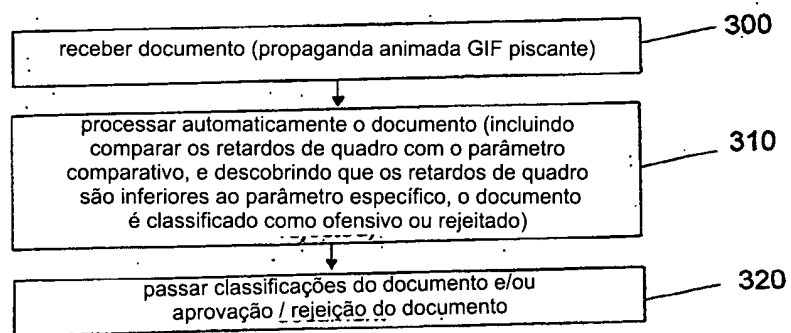 receber documento (propaganda animada GIF piscante)
300
processar automaticamente o documento (incluindo
comparar os retardos de quadro com o parâmetro
comparativo, e descobrindo que os retardos de quadro
são inferiores ao parâmetro específico, o documento
é classificado como ofensivo ou rejeitado)
310
passar classificações do documento e/ou
aprovação / rejeição do documento
320